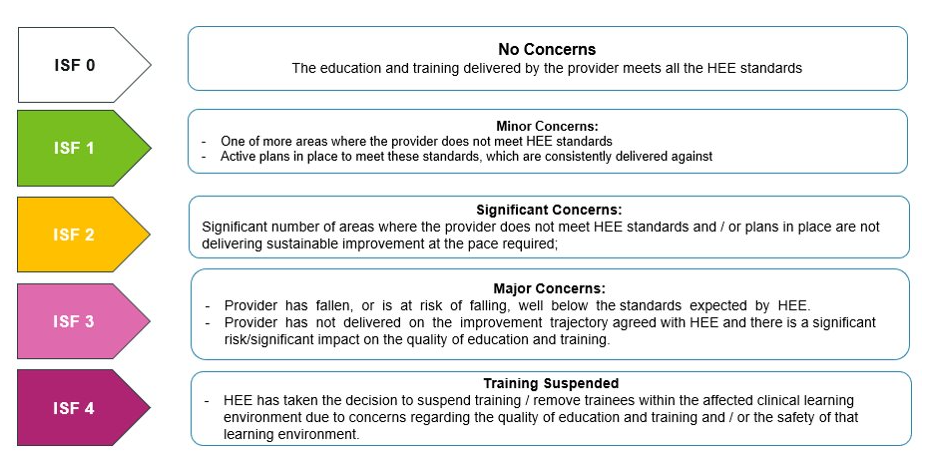 ISF 0
No Concerns
The education and training delivered by the provider meets all the HEE standards
ISF 1
Minor Concerns:
- One of more areas where the provider does not meet HEE standards
- Active plans in place to meet these standards, which are consistently delivered against
ISF 2
Significant Concerns:
Significant number of areas where the provider does not meet HEE standards and / or plans in place are not
delivering sustainable improvement at the pace required;
ISF 3
Major Concerns:
- Provider has fallen, or is at risk of falling, well below the standards expected by HEE.
- Provider has not delivered on the improvement trajectory agreed with HEE and there is a significant
risk/significant impact on the quality of education and training.
ISF 4
Training Suspended
- HEE has taken the decision to suspend training / remove trainees within the affected clinical learning
environment due to concerns regarding the quality of education and training and / or the safety of that
learning environment.